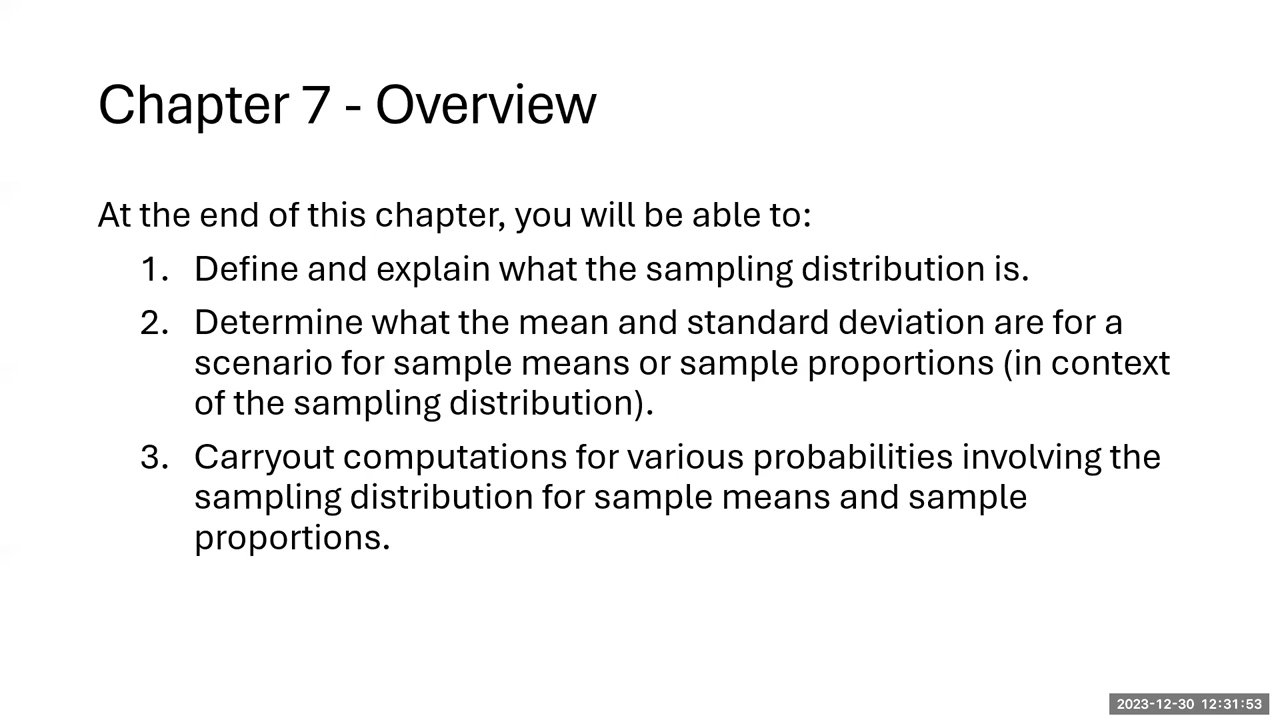 Chapter 7 - Overview
At the end of this chapter, you will be able to:
1. Define and explain what the sampling distribution is.
2. Determine what the mean and standard deviation are for a
scenario for sample means or sample proportions (in context
of the sampling distribution).
3. Carryout computations for various probabilities involving the
sampling distribution for sample means and sample
proportions.
2023-12-30 12:31:53